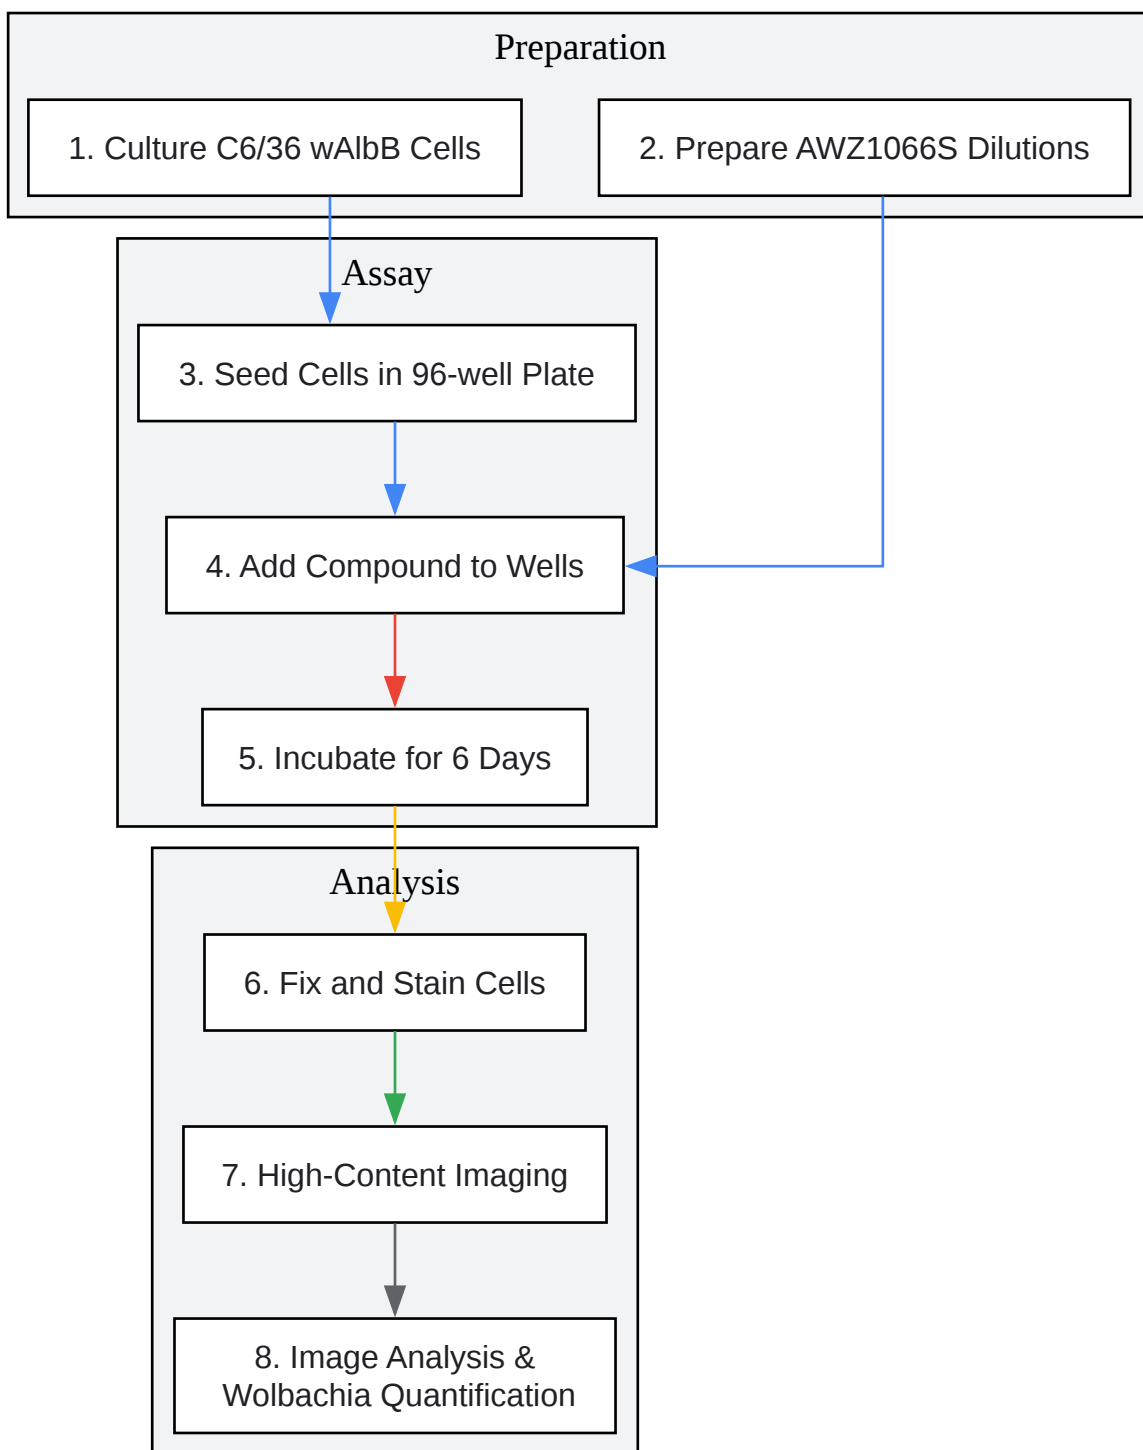 Preparation
1. Culture C6/36 wAlbB Cells
2. Prepare AWZ1066S Dilutions
Assay
3. Seed Cells in 96-well Plate
4. Add Compound to Wells
5. Incubate for 6 Days
Analysis
6. Fix and Stain Cells
7. High-Content Imaging
8. Image Analysis &
Wolbachia Quantification